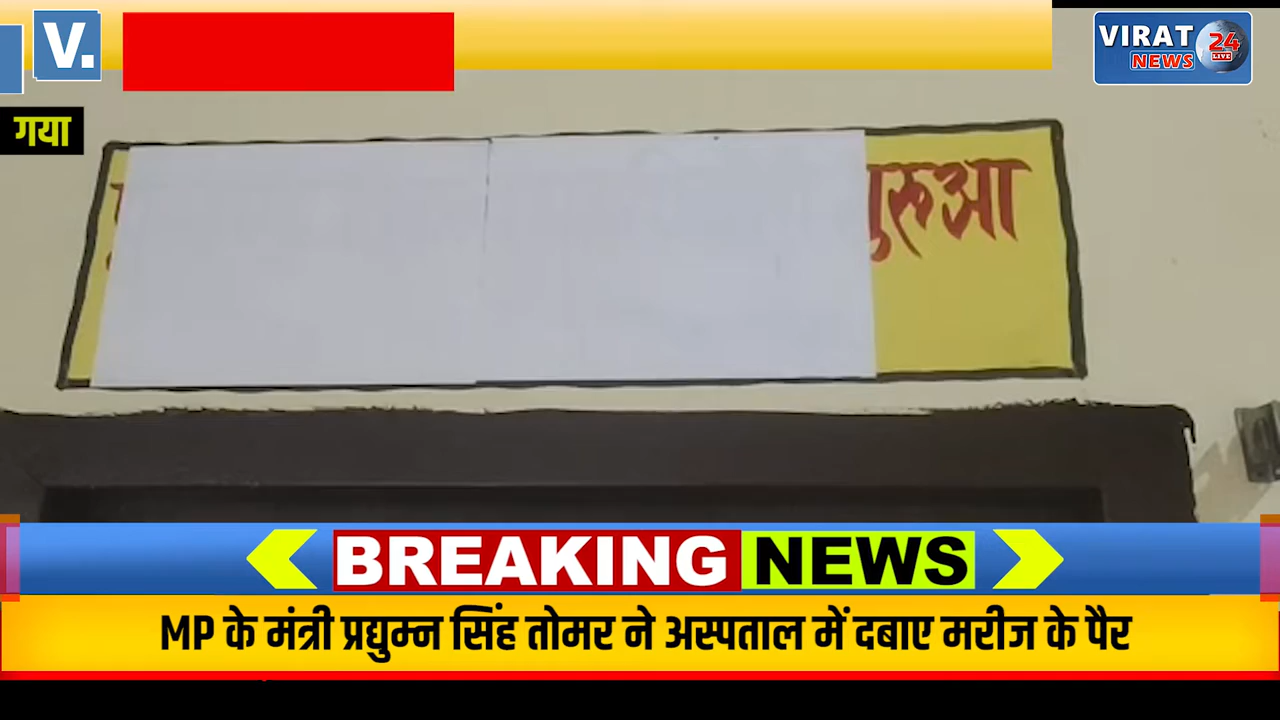 V.
VIRAT
24
NEWS
LIVE
गया
गुरुआ
BREAKING NEWS
MP के मंत्री प्रद्युम्न सिंह तोमर ने अस्पताल में दबाए मरीज के पैर